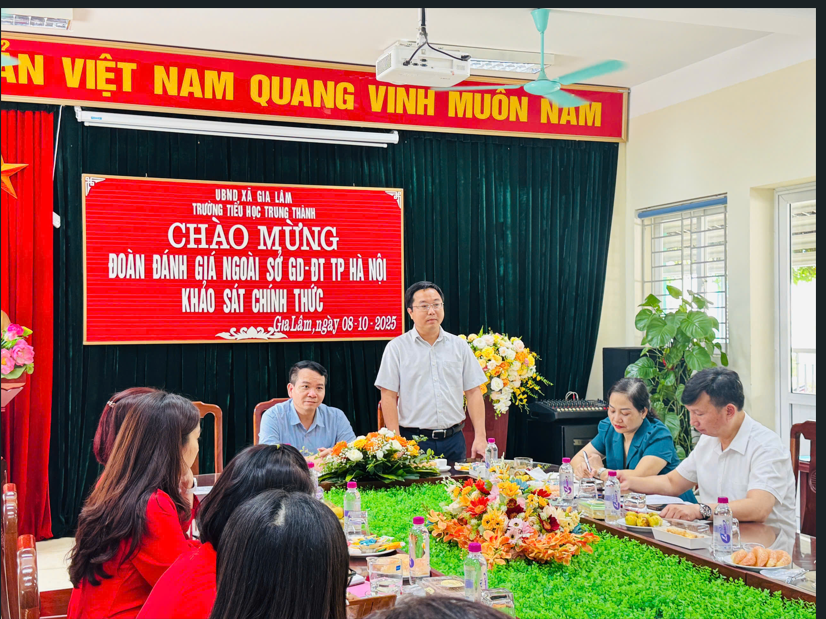 ÂN VIỆT NAM QUANG VINH MUÔN NĂM
UBND XÃ GIA LÂM
TRƯỜNG TIỂU HỌC TRUNG THÀNH
CHÀO MỪNG
ĐOÀN ĐÁNH GIÁ NGOÀI SỞ GD-ĐT TP HÀ NỘI
KHẢO SÁT CHÍNH THỨC
Gia Lâm, ngày 08-10-2025